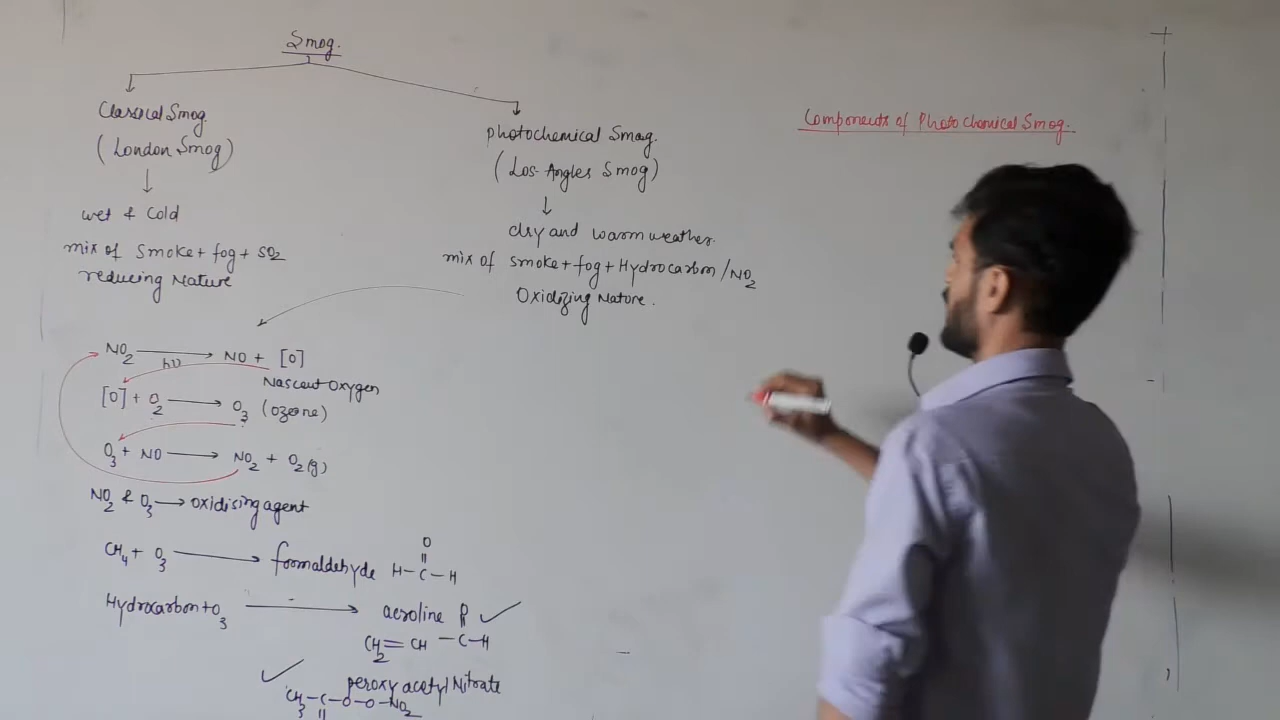 Smog.
Classical Smog.
(London Smog)
wet & Cold
mix of Smoke + fog + SO2
reducing Nature
photochemical Smog.
(Los-Angles Smog)
dry and warm weather.
mix of smoke + fog + Hydrocarbon / NO2
Oxidizing Nature.
NO2 hν → NO + [O]
Nascent Oxygen
[O] + O2 → O3 (Ozone)
O3 + NO → NO2 + O2(g)
NO2 & O3 → oxidising agent
CH4 + O3 → formaldehyde H-C-H
O
Hydrocarbon + O3 → acroline
CH2=CH-C-H
peroxy acetyl Nitrate
CH3-C-O-O-NO2
Components of Photochemical Smog.